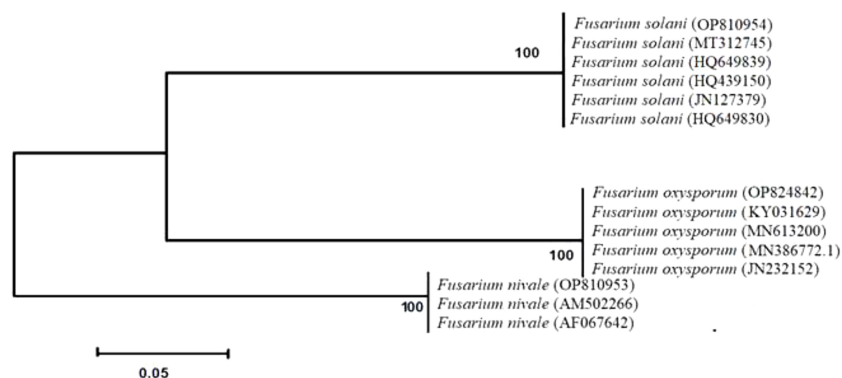 Fusarium solani (OP810954)
Fusarium solani (MT312745)
100
Fusarium solani (HQ649839)
Fusarium solani (HQ439150)
Fusarium solani (JN127379)
Fusarium solani (HQ649830)
Fusarium oxysporum (OP824842)
Fusarium oxysporum (KY031629)
Fusarium oxysporum (MN613200)
Fusarium oxysporum (MN386772.1)
100
Fusarium oxysporum (JN232152)
Fusarium nivale (OP810953)
Fusarium nivale (AM502266)
100
Fusarium nivale (AF067642)
0.05